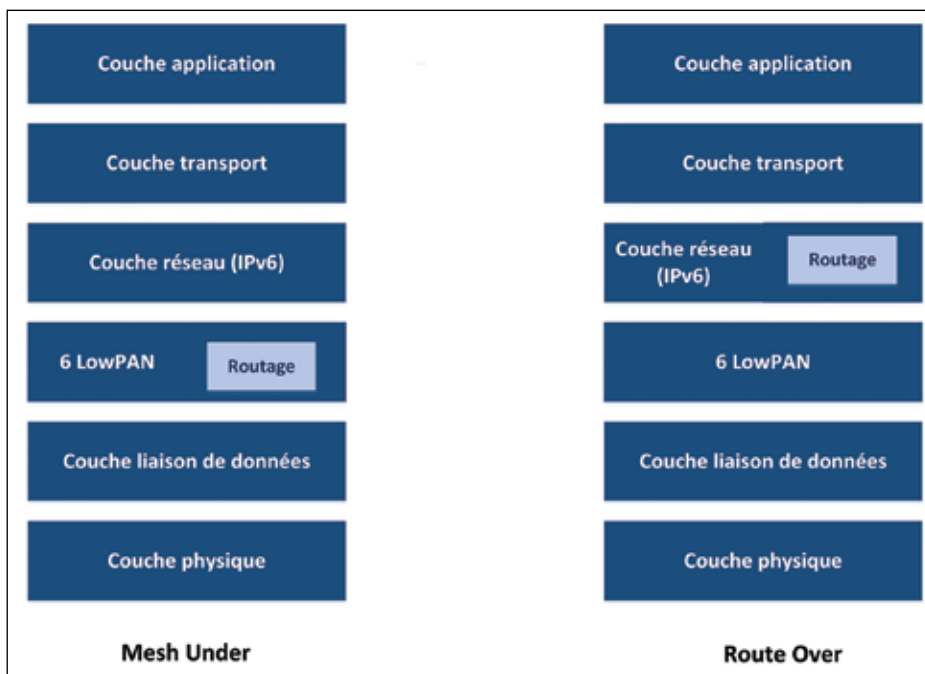 Couche application
Couche transport
Couche réseau (IPv6)
6 LowPAN
Routage
Couche liaison de données
Couche physique
Mesh Under
Couche application
Couche transport
Couche réseau
(IPv6)
Routage
6 LowPAN
Couche liaison de données
Couche physique
Route Over